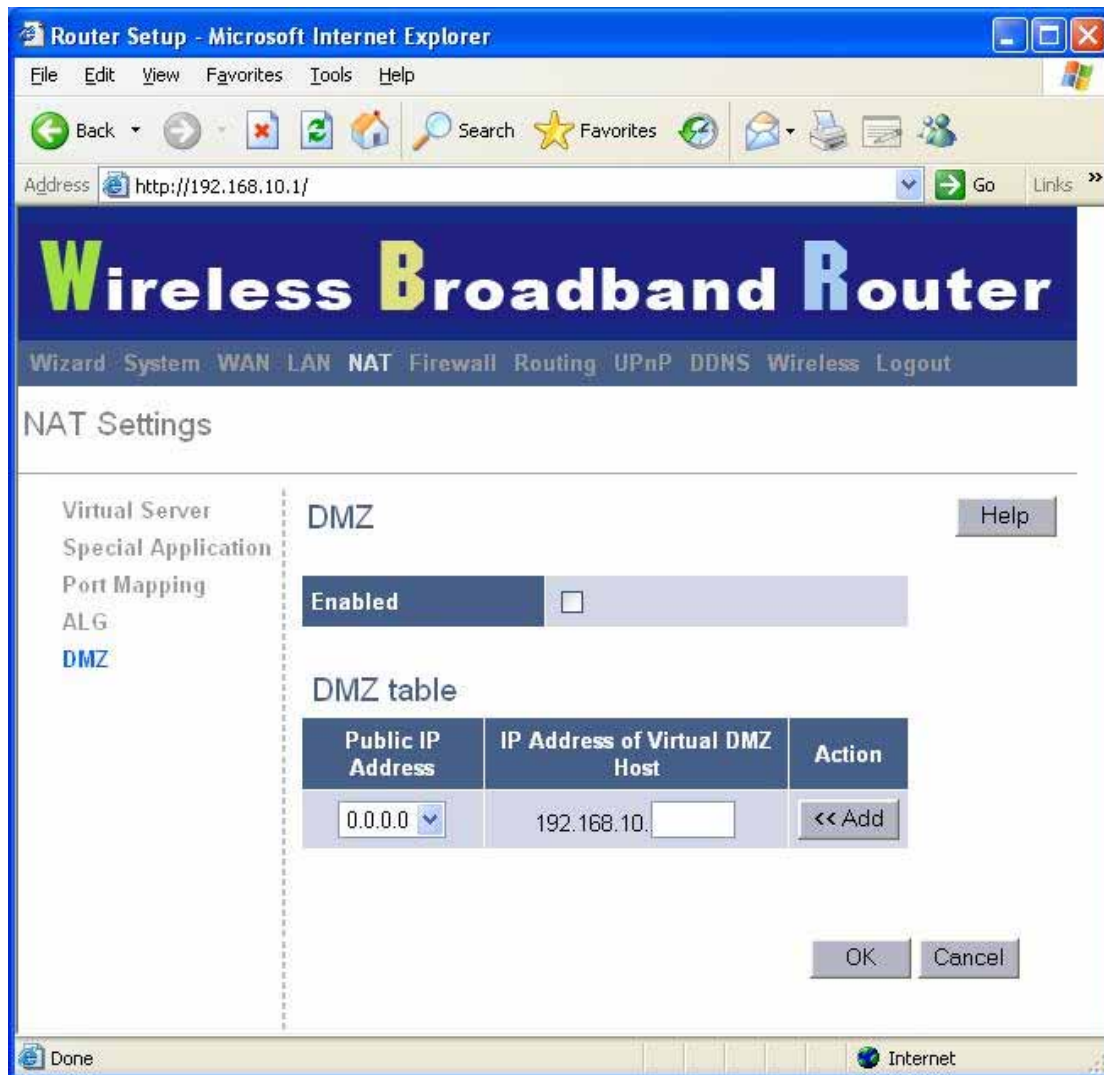 Router Setup - Microsoft Internet Explorer
File Edit View Favorites Tools Help
Back Search Favorites
Address http://192.168.10.1/ Go Links »
Wireless Broadband Router
Wizard System WAN LAN NAT Firewall Routing UPnP DDNS Wireless Logout
NAT Settings
Virtual Server
Special Application
Port Mapping
ALG
DMZ
DMZ
Help
Enabled
DMZ table
Public IP Address
IP Address of Virtual DMZ Host
Action
0.0.0.0
192.168.10.
<< Add
OK Cancel
Done Internet